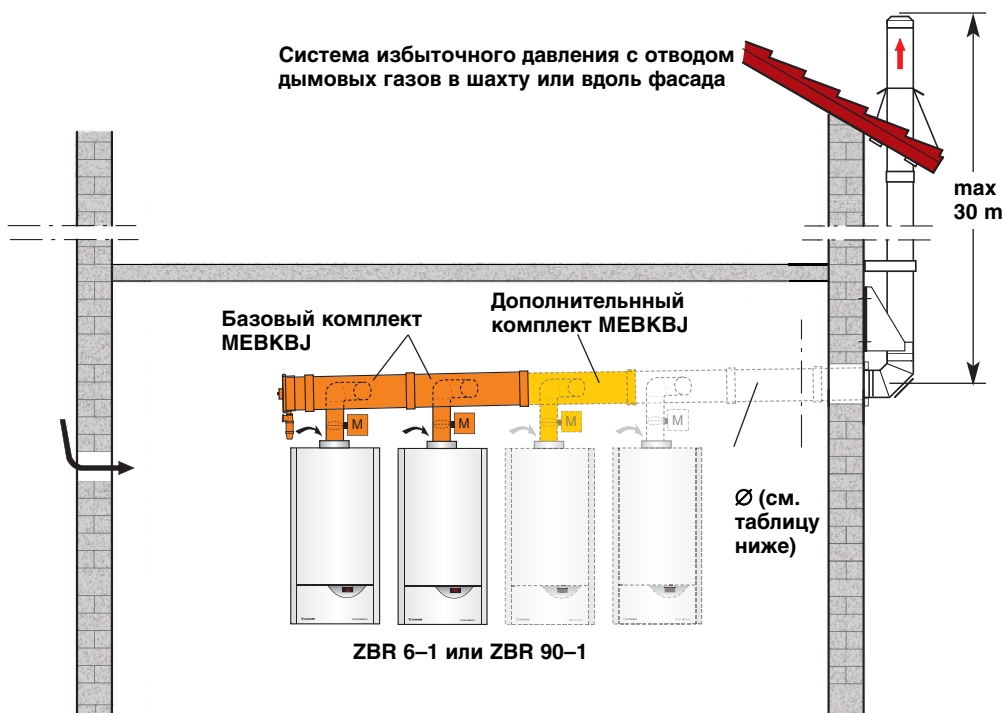 Система избыточного давления с отводом
дымовых газов в шахту или вдоль фасада
max
30 m
Базовый комплект
MEBKBJ
Дополнительнный
комплект MEBKBJ
M
M
M
M
Ø (см.
таблицу
ниже)
ZBR 6–1 или ZBR 90–1